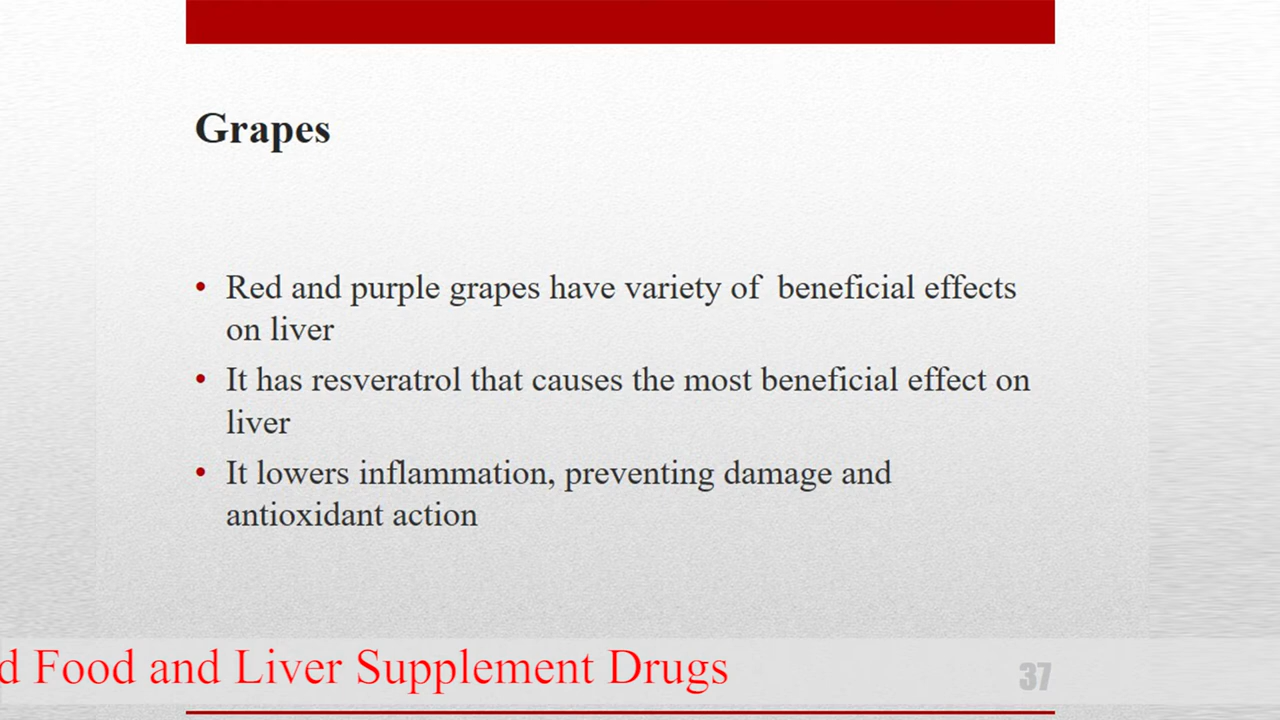 Grapes
• Red and purple grapes have variety of  beneficial effects
on liver
• It has resveratrol that causes the most beneficial effect on
liver
• It lowers inflammation, preventing damage and
antioxidant action
d Food and Liver Supplement Drugs
37